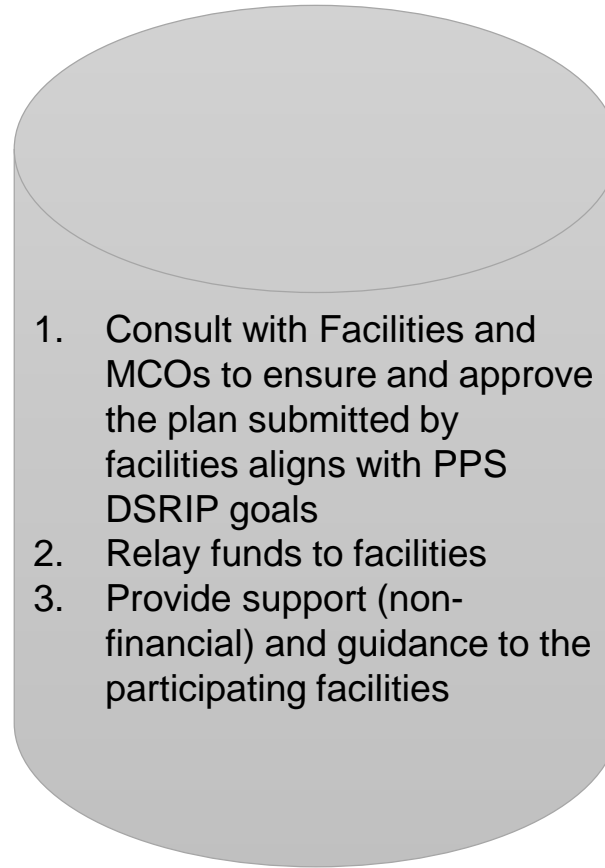 1. Consult with Facilities and
MCOs to ensure and approve
the plan submitted by
facilities aligns with PPS
DSRIP goals
2. Relay funds to facilities
3. Provide support (non-
financial) and guidance to the
participating facilities